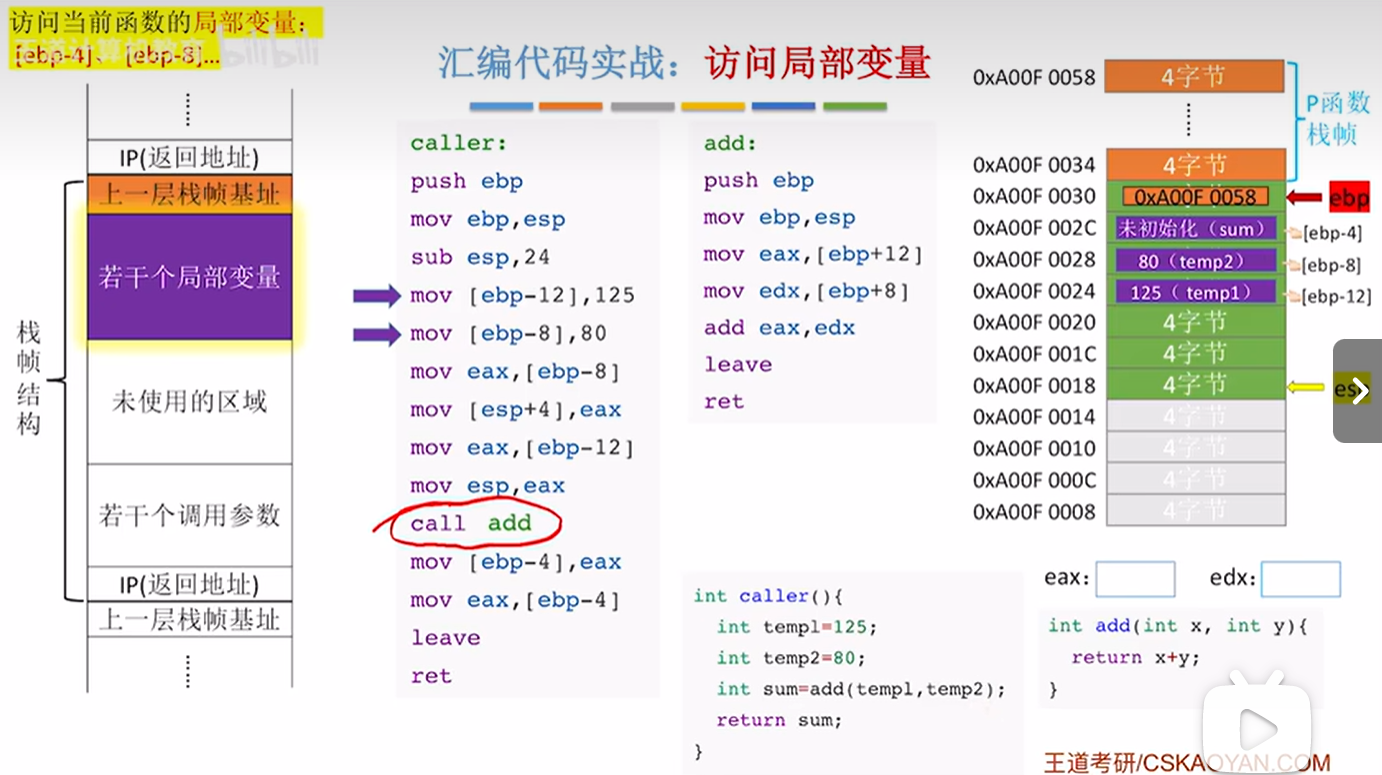 访问当前函数的局部变量：
[ebp-4]、 [ebp-8]...
汇编代码实战：访问局部变量
IP(返回地址)
上一层栈帧基址
若干个局部变量
未使用的区域
若干个调用参数
IP(返回地址)
上一层栈帧基址
栈帧结构
caller:
push ebp
mov ebp,esp
sub esp,24
mov [ebp-12],125
mov [ebp-8],80
mov eax,[ebp-8]
mov [esp+4],eax
mov eax,[ebp-12]
mov esp,eax
call add
mov [ebp-4],eax
mov eax,[ebp-4]
leave
ret
add:
push ebp
mov ebp,esp
mov eax,[ebp+12]
mov edx,[ebp+8]
add eax,edx
leave
ret
int caller(){
int temp1=125;
int temp2=80;
int sum=add(temp1,temp2);
return sum;
}
0xA00F 0058 4字节
P函数
栈帧
0xA00F 0034 4字节
0xA00F 0030 0xA00F 0058 ebp
0xA00F 002C 未初始化（sum） [ebp-4]
0xA00F 0028 80（temp2） [ebp-8]
0xA00F 0024 125（ temp1） [ebp-12]
0xA00F 0020 4字节
0xA00F 001C 4字节
0xA00F 0018 4字节
0xA00F 0014 4字节
0xA00F 0010 4字节
0xA00F 000C 4字节
0xA00F 0008 4字节
eax: edx:
int add(int x, int y){
return x+y;
}
王道考研/CSKAOYAN.COM